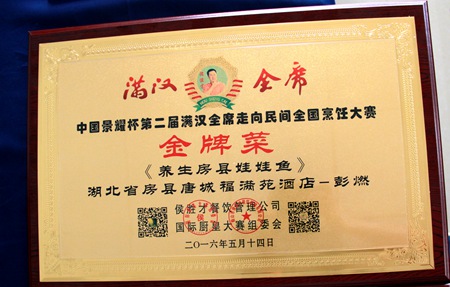 满汉 全席
中国景耀杯第二届满汉全席走向民间全国烹饪大赛
金牌菜
《养生房县娃娃鱼》
湖北省房县唐城福满苑酒店－彭燃
侯胜才餐饮管理公司
国际厨皇大赛组委会
二〇一六年五月十四日